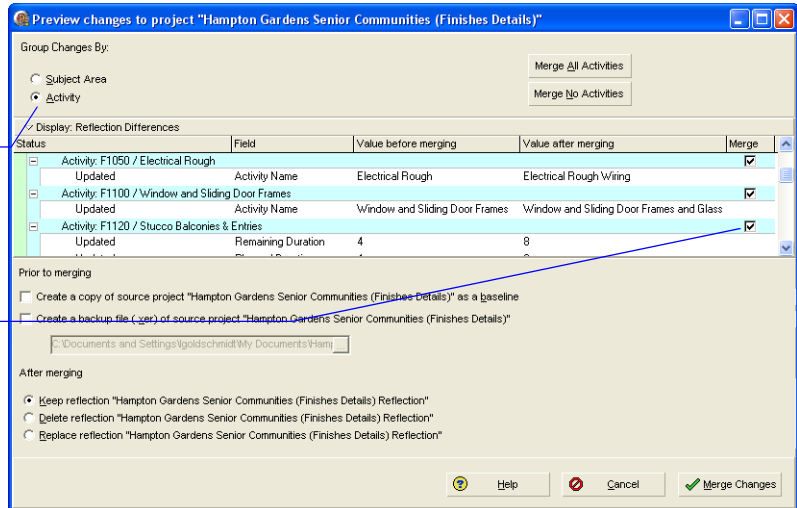 Preview changes to project "Hampton Gardens Senior Communities (Finishes Details)"
Group Changes By:
Subject Area
Activity
Merge All Activities
Merge No Activities
Display: Reflection Differences
Status Field Value before merging Value after merging Merge
Activity: F1050 / Electrical Rough
Updated Activity Name Electrical Rough Electrical Rough Wiring
Activity: F1100 / Window and Sliding Door Frames
Updated Activity Name Window and Sliding Door Frames Window and Sliding Door Frames and Glass
Activity: F1120 / Stucco Balconies & Entries
Updated Remaining Duration 4 8
Prior to merging
Create a copy of source project "Hampton Gardens Senior Communities (Finishes Details)" as a baseline
Create a backup file (.xer) of source project "Hampton Gardens Senior Communities (Finishes Details)"
C:\Documents and Settings\lgoldschmidt\My Documents\Hamp ...
After merging
Keep reflection "Hampton Gardens Senior Communities (Finishes Details) Reflection"
Delete reflection "Hampton Gardens Senior Communities (Finishes Details) Reflection"
Replace reflection "Hampton Gardens Senior Communities (Finishes Details) Reflection"
Help Cancel Merge Changes